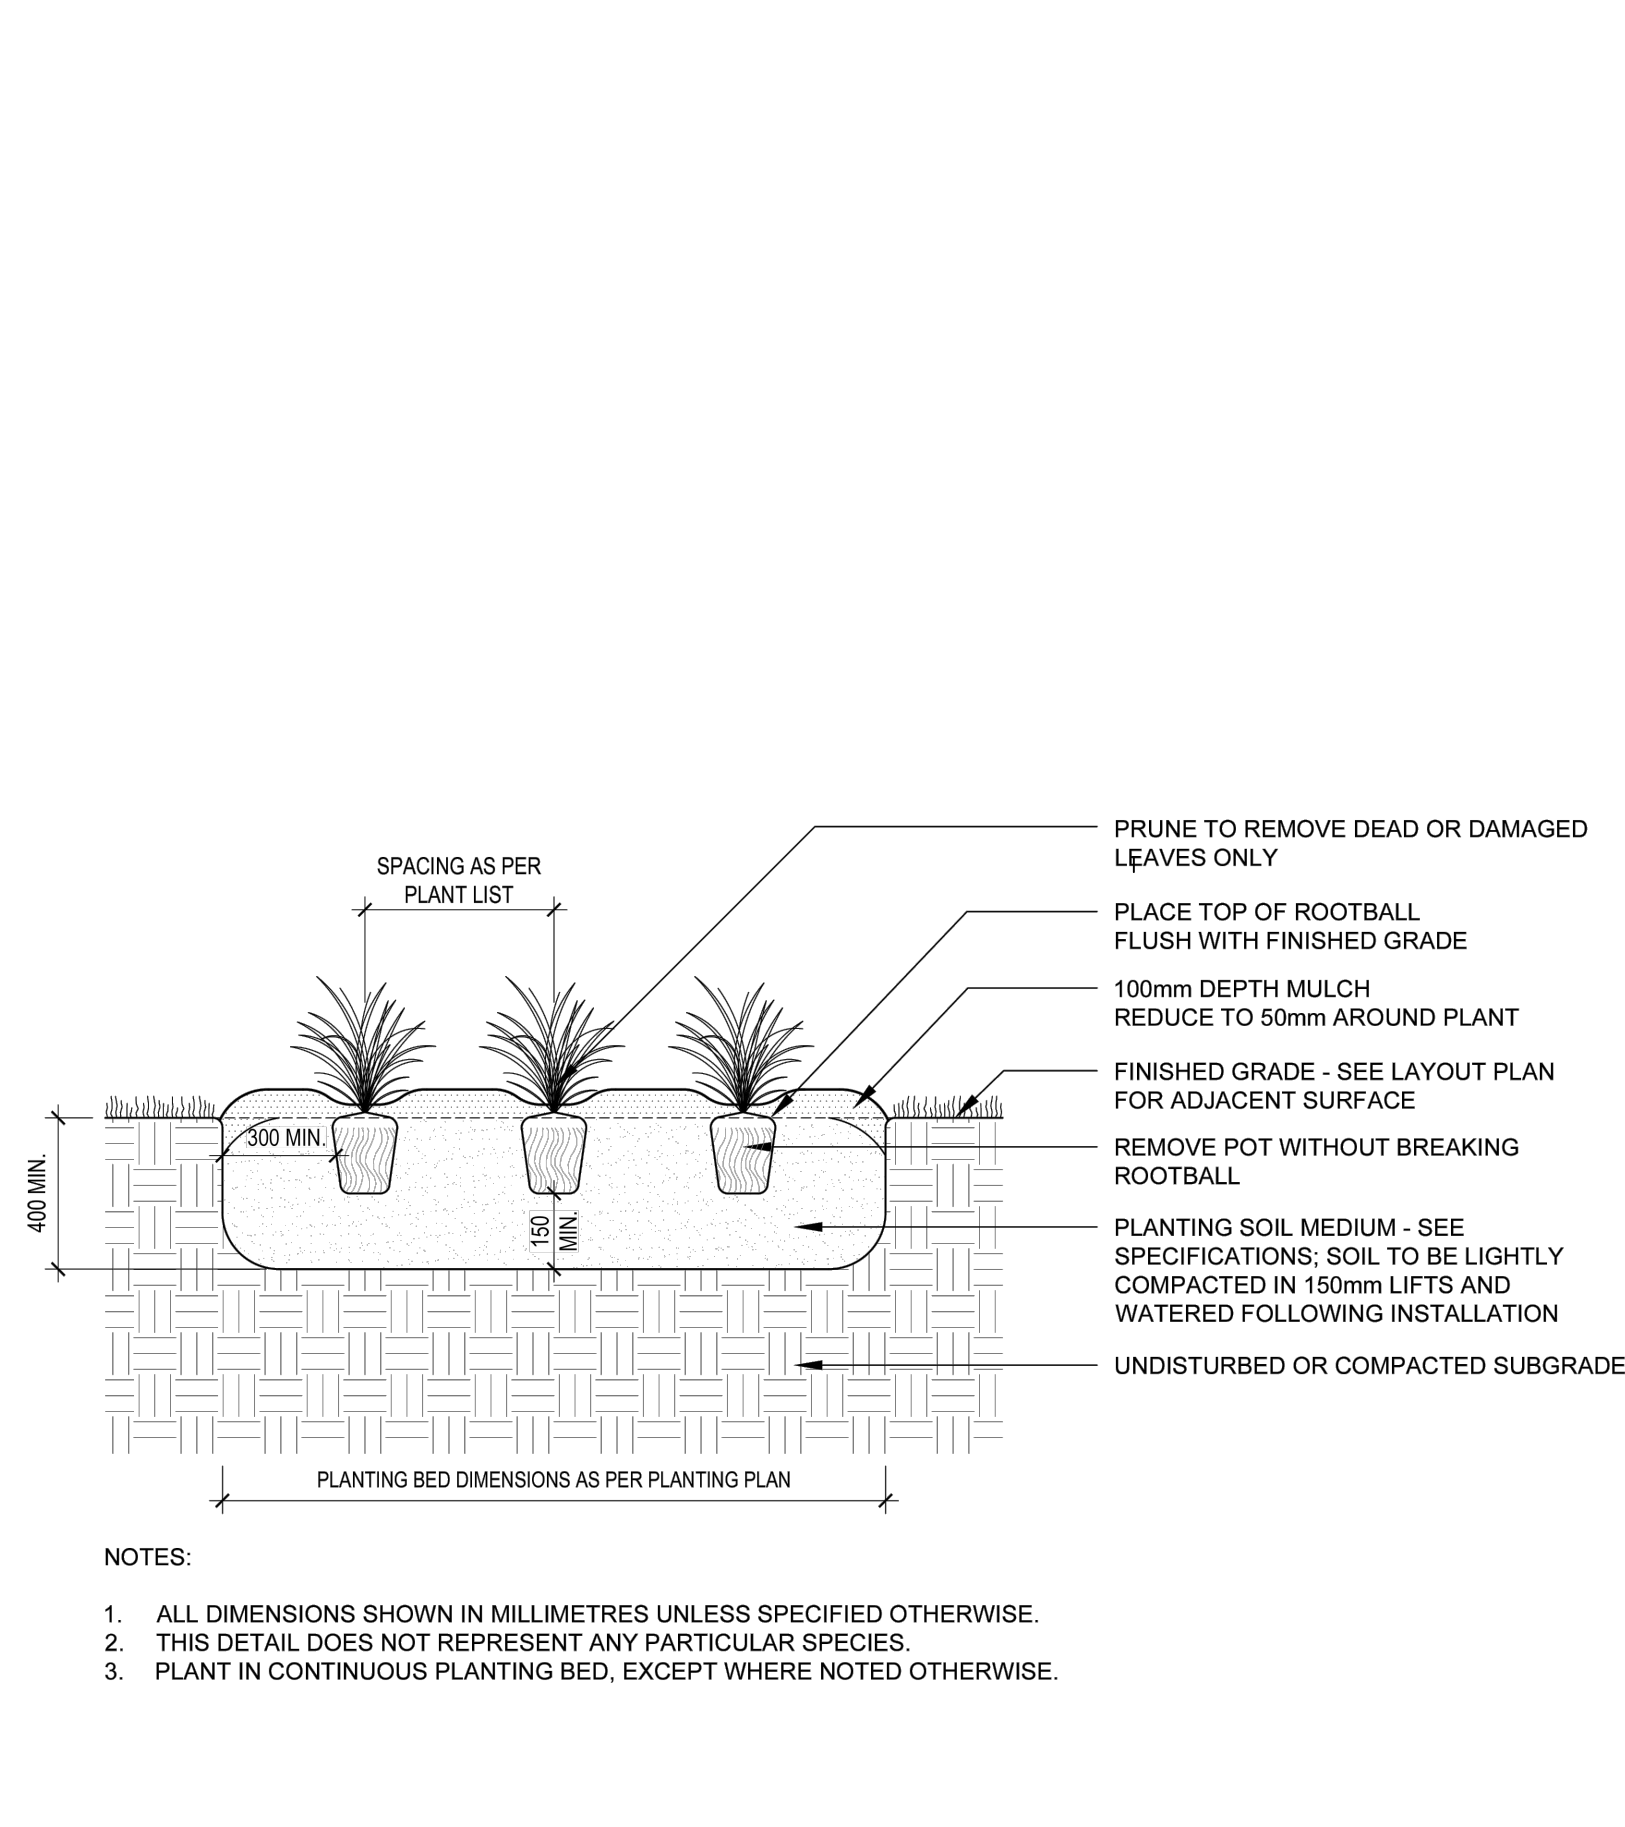 PRUNE TO REMOVE DEAD OR DAMAGED
LEAVES ONLY
SPACING AS PER
PLANT LIST
PLACE TOP OF ROOTBALL
FLUSH WITH FINISHED GRADE
100mm DEPTH MULCH
REDUCE TO 50mm AROUND PLANT
FINISHED GRADE - SEE LAYOUT PLAN
FOR ADJACENT SURFACE
300 MIN.
REMOVE POT WITHOUT BREAKING
ROOTBALL
400 MIN.
150
MIN.
PLANTING SOIL MEDIUM - SEE
SPECIFICATIONS; SOIL TO BE LIGHTLY
COMPACTED IN 150mm LIFTS AND
WATERED FOLLOWING INSTALLATION
UNDISTURBED OR COMPACTED SUBGRADE
PLANTING BED DIMENSIONS AS PER PLANTING PLAN
NOTES:
1. ALL DIMENSIONS SHOWN IN MILLIMETRES UNLESS SPECIFIED OTHERWISE.
2. THIS DETAIL DOES NOT REPRESENT ANY PARTICULAR SPECIES.
3. PLANT IN CONTINUOUS PLANTING BED, EXCEPT WHERE NOTED OTHERWISE.